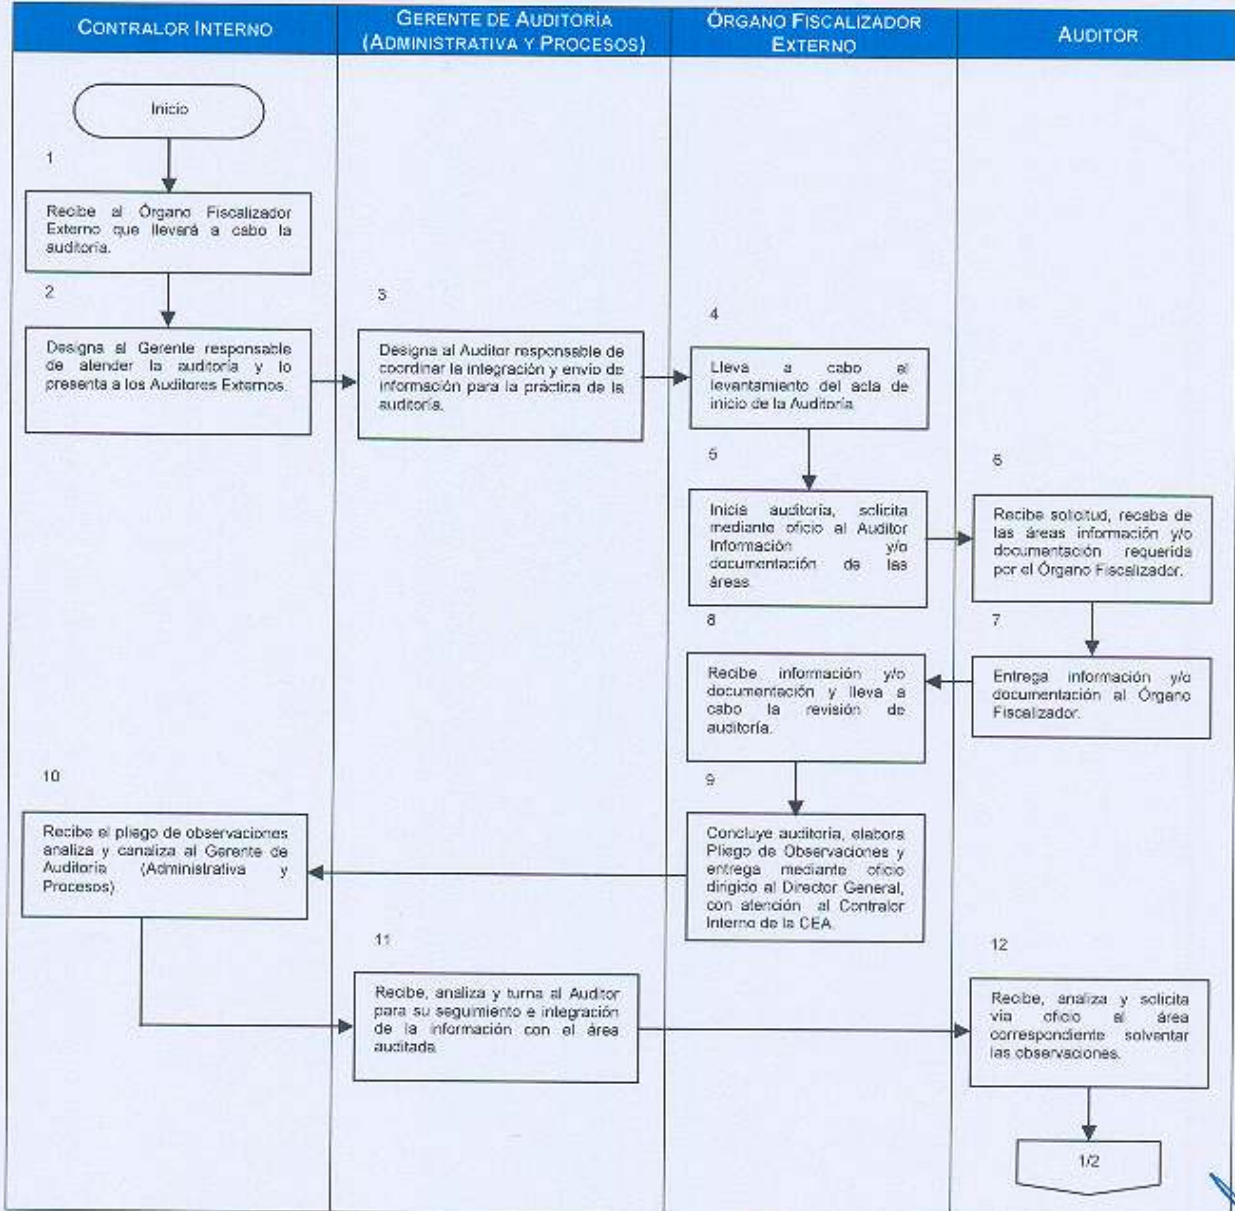 CONTRALOR INTERNO
GERENTE DE AUDITORÍA
(ADMINISTRATIVA Y PROCESOS)
ÓRGANO FISCALIZADOR
EXTERNO
AUDITOR
Inicio
1
Recibe al Órgano Fiscalizador
Externo que llevará a cabo la
auditoría.
2
Designa al Gerente responsable
de atender la auditoría y lo
presenta a los Auditores Externos.
3
Designa al Auditor responsable de
coordinar la integración y envío de
información para la práctica de la
auditoría.
4
Lleva a cabo el
levantamiento del acta de
inicio de la Auditoría
5
Inicia auditoría, solicita
mediante oficio al Auditor
Información y/o
documentación de las
áreas.
6
Recibe solicitud, recaba de
las áreas información y/o
documentación requerida
por el Órgano Fiscalizador.
7
Entrega información y/o
documentación al Órgano
Fiscalizador.
8
Recibe información y/o
documentación y lleva a
cabo la revisión de
auditoría.
9
Concluye auditoría, elabora
Pliego de Observaciones y
entrega mediante oficio
dirigido al Director General,
con atención al Contralor
Interno de la CEA.
10
Recibe el pliego de observaciones
analiza y canaliza al Gerente de
Auditoría (Administrativa y
Procesos)
11
Recibe, analiza y turna al Auditor
para su seguimiento e integración
de la información con el área
auditada.
12
Recibe, analiza y solicita
vía oficio al área
correspondiente solventar
las observaciones.
1/2